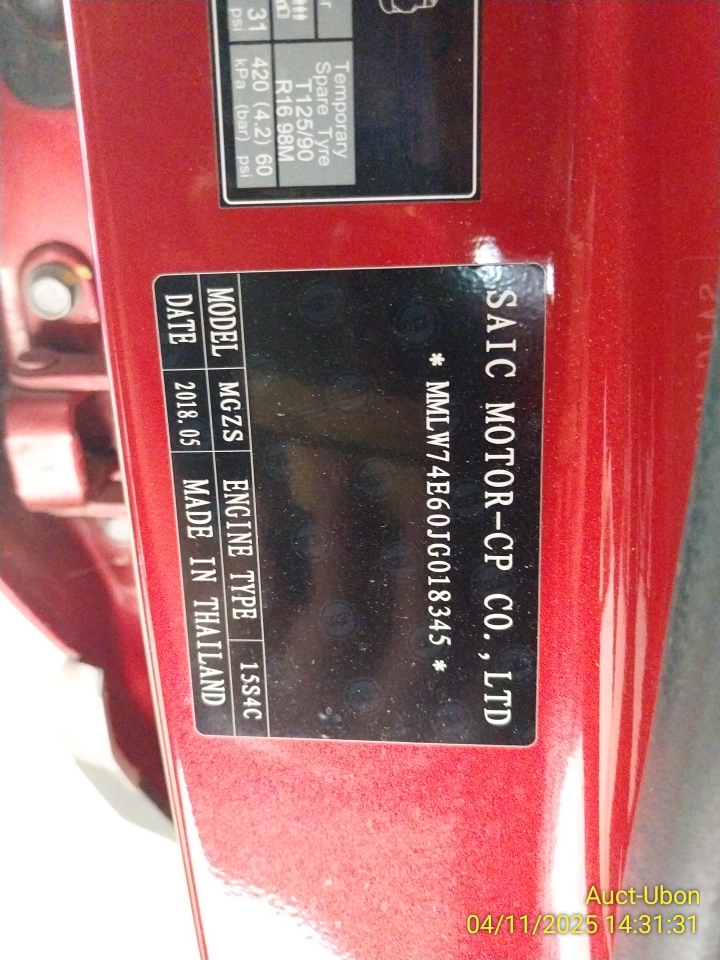 31
psi
Temporary
Spare Tyre
T125/90
R16 98M
420 (4.2) 60
kPa (bar) psi
SAIC MOTOR-CP CO.,LTD
* MMLW74E60JG018345 *
MODEL MGZS ENGINE TYPE 15S4C
DATE 2018.05 MADE IN THAILAND
Auct-Ubon
04/11/2025 14:31:31